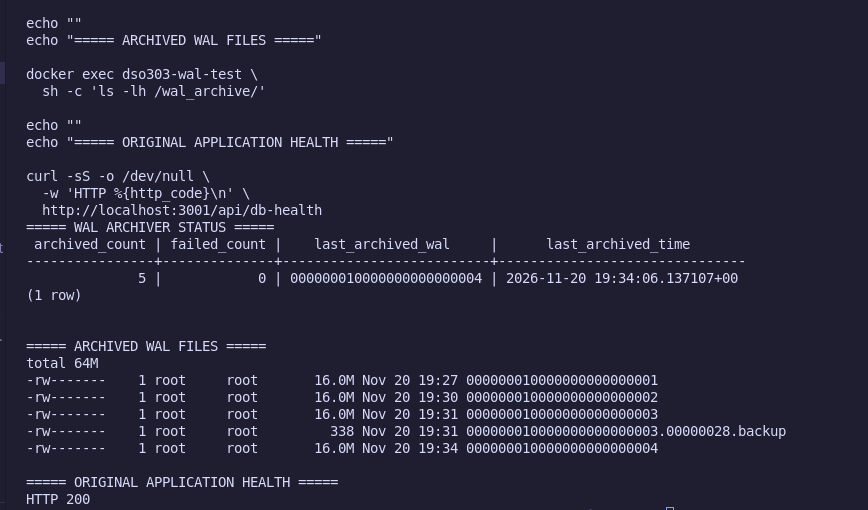 echo ""
echo "===== ARCHIVED WAL FILES ====="
docker exec dso303-wal-test \
sh -c 'ls -lh /wal_archive/'
echo ""
echo "===== ORIGINAL APPLICATION HEALTH ====="
curl -sS -o /dev/null \
-w 'HTTP %{http_code}\n' \
http://localhost:3001/api/db-health
===== WAL ARCHIVER STATUS =====
archived_count | failed_count |    last_archived_wal     |      last_archived_time
----------------+--------------+--------------------------+-------------------------------
5 |            0 | 000000010000000000000004 | 2026-11-20 19:34:06.137107+00
(1 row)
===== ARCHIVED WAL FILES =====
total 64M
-rw-------    1 root     root       16.0M Nov 20 19:27 000000010000000000000001
-rw-------    1 root     root       16.0M Nov 20 19:30 000000010000000000000002
-rw-------    1 root     root       16.0M Nov 20 19:31 000000010000000000000003
-rw-------    1 root     root         338 Nov 20 19:31 000000010000000000000003.00000028.backup
-rw-------    1 root     root       16.0M Nov 20 19:34 000000010000000000000004
===== ORIGINAL APPLICATION HEALTH =====
HTTP 200